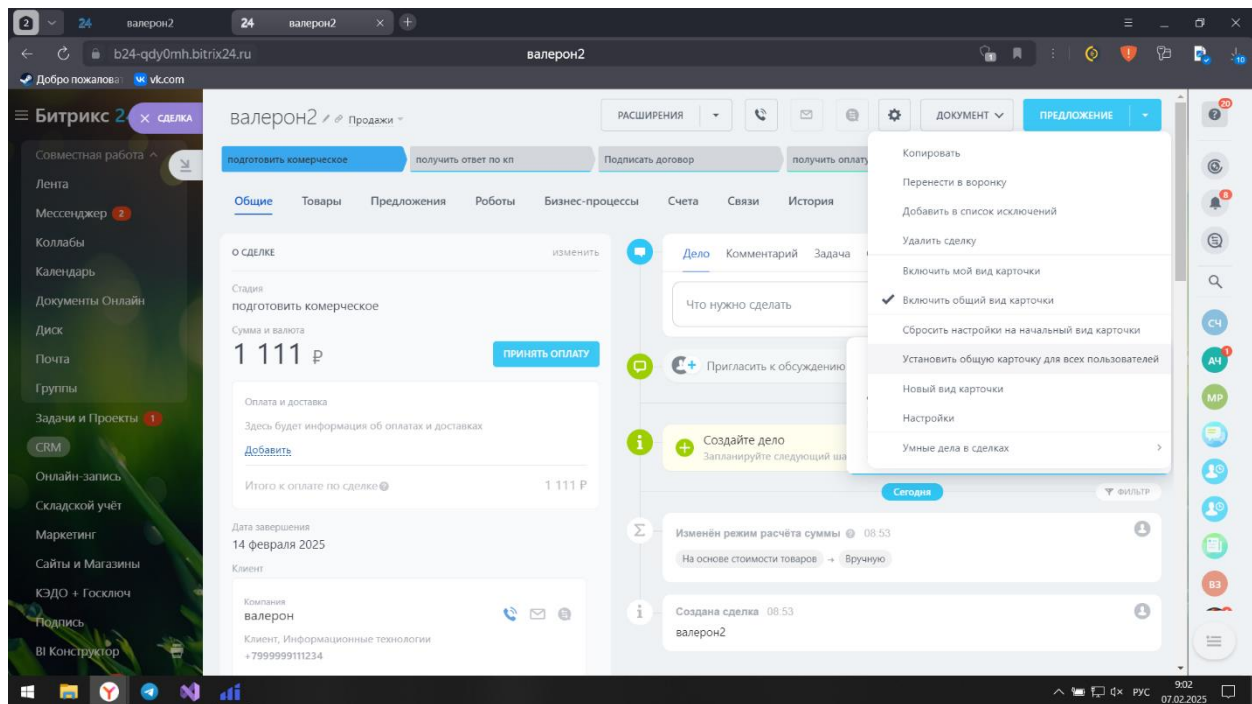 2
24
валерон2
24
валерон2
b24-qdy0mh.bitrix24.ru
валерон2
10
Добро пожалова
vk.com
Битрикс 2
СДЕЛКА
Совместная работа
Лента
Мессенджер 2
Коллабы
Календарь
Документы Онлайн
Диск
Почта
Группы
Задачи и Проекты 1
CRM
Онлайн-запись
Складской учёт
Маркетинг
Сайты и Магазины
КЭДО + Госключ
Подпись
BI Конструктор
валерон2
Продажи
РАСШИРЕНИЯ
ДОКУМЕНТ
ПРЕДЛОЖЕНИЕ
подготовить комерческое
получить ответ по кп
Подписать договор
получить оплату
Общие
Товары
Предложения
Роботы
Бизнес-процессы
Счета
Связи
История
О СДЕЛКЕ
изменить
Стадия
подготовить комерческое
Сумма и валюта
1 111 ₽
ПРИНЯТЬ ОПЛАТУ
Оплата и доставка
Здесь будет информация об оплатах и доставках
Добавить
Итого к оплате по сделке
1 111 ₽
Дата завершения
14 февраля 2025
Клиент
Компания
валерон
Клиент, Информационные технологии
+7999999111234
Дело
Комментарий
Задача
Что нужно сделать
Пригласить к обсуждению
Создайте дело
Запланируйте следующий ша
Сегодня
ФИЛЬТР
Изменён режим расчёта суммы 08:53
На основе стоимости товаров → Вручную
Создана сделка 08:53
валерон2
Копировать
Перенести в воронку
Добавить в список исключений
Удалить сделку
Включить мой вид карточки
Включить общий вид карточки
Сбросить настройки на начальный вид карточки
Установить общую карточку для всех пользователей
Новый вид карточки
Настройки
Умные дела в сделках
20
8
СЧ
АЧ
МР
ВЗ
РУС
9:02
07.02.2025